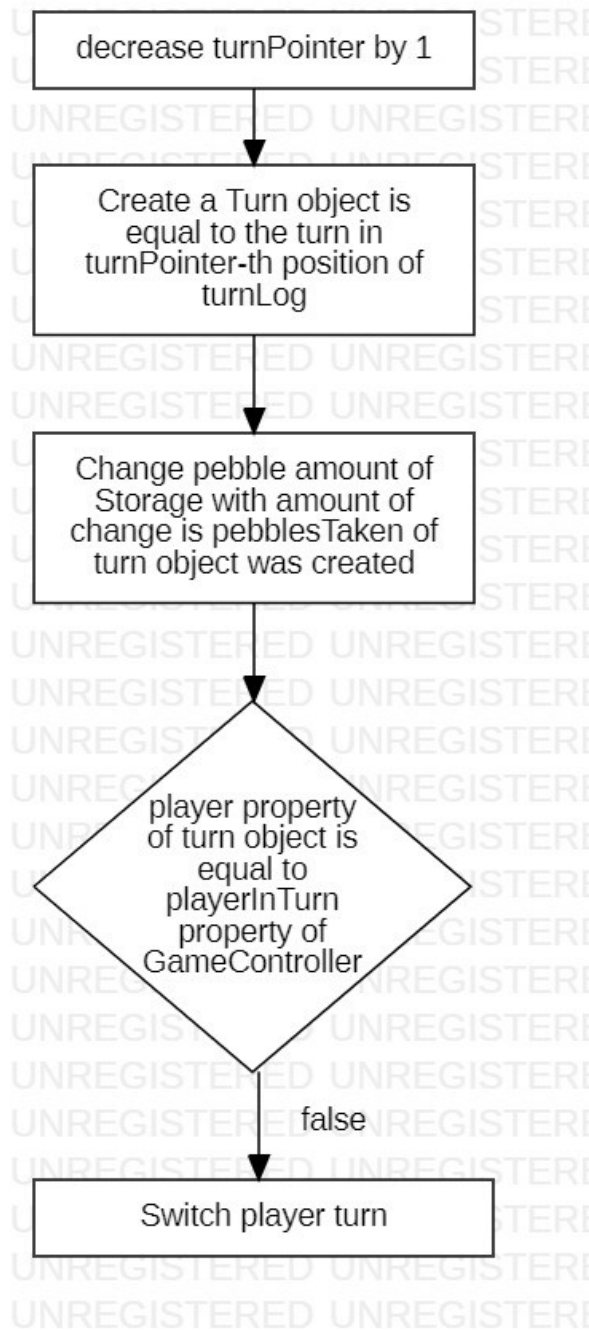 decrease turnPointer by 1
Create a Turn object is
equal to the turn in
turnPointer-th position of
turnLog
Change pebble amount of
Storage with amount of
change is pebblesTaken of
turn object was created
player property
of turn object is
equal to
playerInTurn
property of
GameController
false
Switch player turn
UNREGISTERED UNREGISTERE